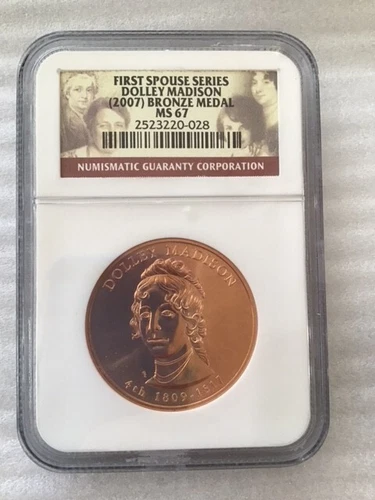 FIRST SPOUSE SERIES
DOLLEY MADISON
(2007) BRONZE MEDAL
MS 67
2523220-028
NUMISMATIC GUARANTY CORPORATION
DOLLEY MADISON
4th 1809-1817